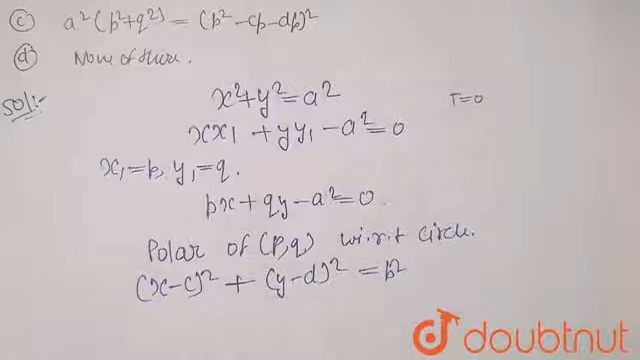 (c) a²(p²+q²) = (b²-cp-dp)²
(d) None of these.
Sol:-
x²+y²=a²
T=0
xx₁ + yy₁ - a² = 0
x₁=p, y₁=q.
px + qy - a² = 0.
Polar of (p,q) w.r.t circle.
(x-c)² + (y-d)² = b²
doubtnut